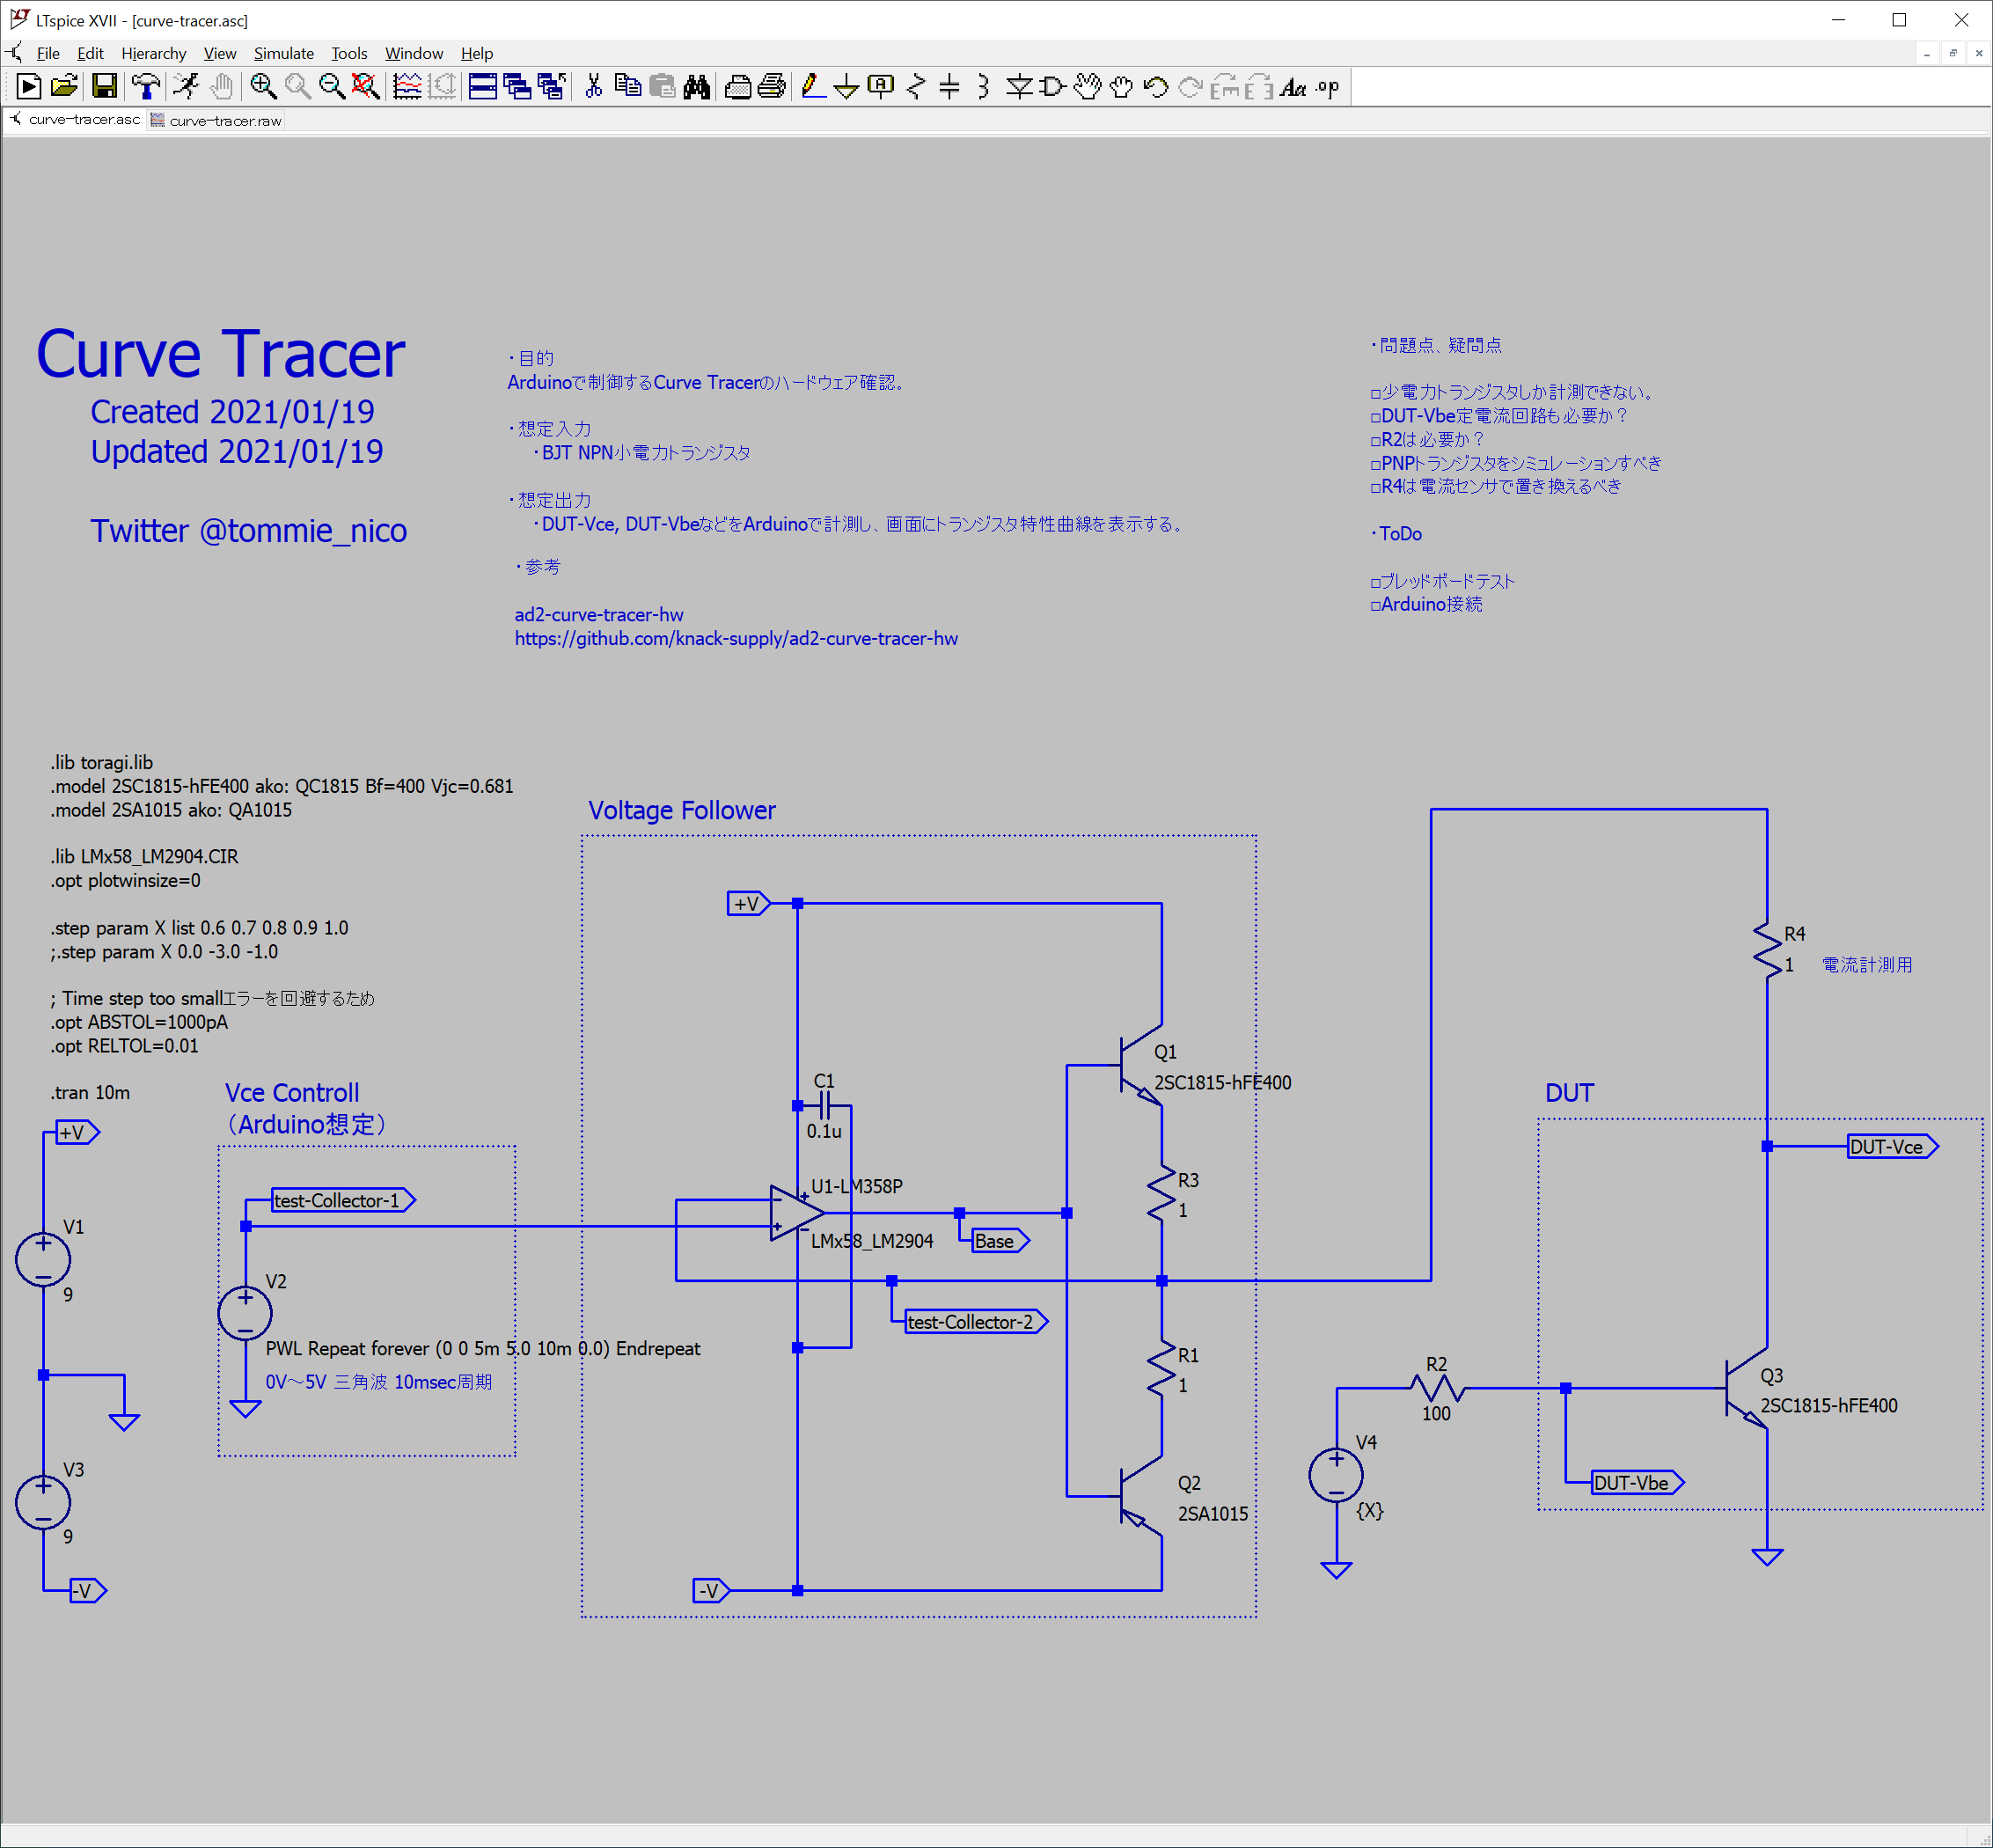 LTspice XVII - [curve-tracer.asc]
File Edit Hierarchy View Simulate Tools Window Help
curve-tracer.asc curve-tracer.raw
Curve Tracer
Created 2021/01/19
Updated 2021/01/19
Twitter @tommie_nico
・目的
Arduinoで制御するCurve Tracerのハードウェア確認。
・想定入力
・BJT NPN小電力トランジスタ
・想定出力
・DUT-Vce, DUT-VbeなどをArduinoで計測し、画面にトランジスタ特性曲線を表示する。
・参考
ad2-curve-tracer-hw
https://github.com/knack-supply/ad2-curve-tracer-hw
・問題点、疑問点
□少電力トランジスタしか計測できない。
□DUT-Vbe定電流回路も必要か？
□R2は必要か？
□PNPトランジスタをシミュレーションすべき
□R4は電流センサで置き換えるべき
・ToDo
□ブレッドボードテスト
□Arduino接続
.lib toragi.lib
.model 2SC1815-hFE400 ako: QC1815 Bf=400 Vjc=0.681
.model 2SA1015 ako: QA1015
.lib LMx58_LM2904.CIR
.opt plotwinsize=0
.step param X list 0.6 0.7 0.8 0.9 1.0
;.step param X 0.0 -3.0 -1.0
; Time step too smallエラーを回避するため
.opt ABSTOL=1000pA
.opt RELTOL=0.01
.tran 10m
+V
V1
9
V3
9
-V
Vce Controll
（Arduino想定）
test-Collector-1
V2
PWL Repeat forever (0 0 5m 5.0 10m 0.0) Endrepeat
0V～5V 三角波 10msec周期
Voltage Follower
+V
C1
0.1u
U1-LM358P
LMx58_LM2904
Base
test-Collector-2
Q1
2SC1815-hFE400
R3
1
R1
1
Q2
2SA1015
-V
R4
1 電流計測用
DUT
DUT-Vce
R2
100
V4
{X}
Q3
2SC1815-hFE400
DUT-Vbe